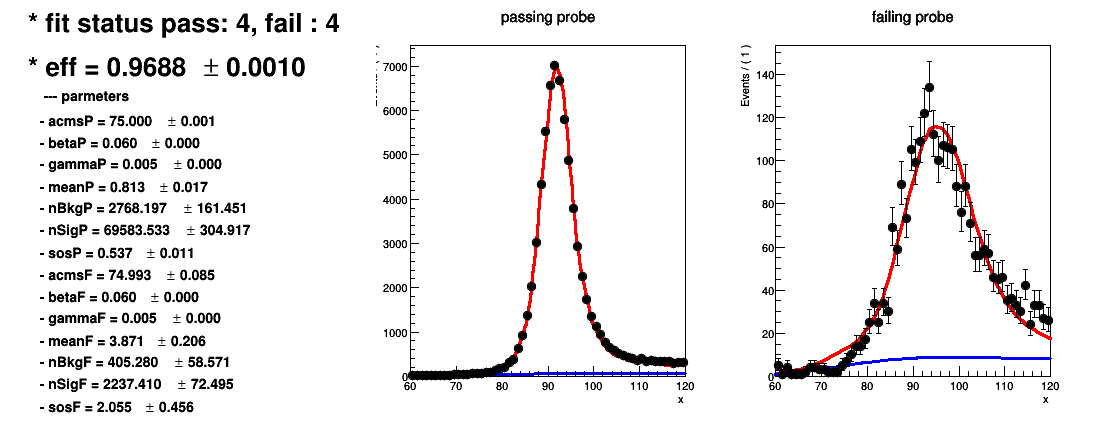 * fit status pass: 4, fail : 4
* eff = 0.9688 ± 0.0010
--- parmeters
- acmsP = 75.000 ± 0.001
- betaP = 0.060 ± 0.000
- gammaP = 0.005 ± 0.000
- meanP = 0.813 ± 0.017
- nBkgP = 2768.197 ± 161.451
- nSigP = 69583.533 ± 304.917
- sosP = 0.537 ± 0.011
- acmsF = 74.993 ± 0.085
- betaF = 0.060 ± 0.000
- gammaF = 0.005 ± 0.000
- meanF = 3.871 ± 0.206
- nBkgF = 405.280 ± 58.571
- nSigF = 2237.410 ± 72.495
- sosF = 2.055 ± 0.456
passing probe
7000
6000
5000
4000
3000
2000
1000
0
60 70 80 90 100 110 120
x
failing probe
Events / ( 1 )
140
120
100
80
60
40
20
0
60 70 80 90 100 110 120
x